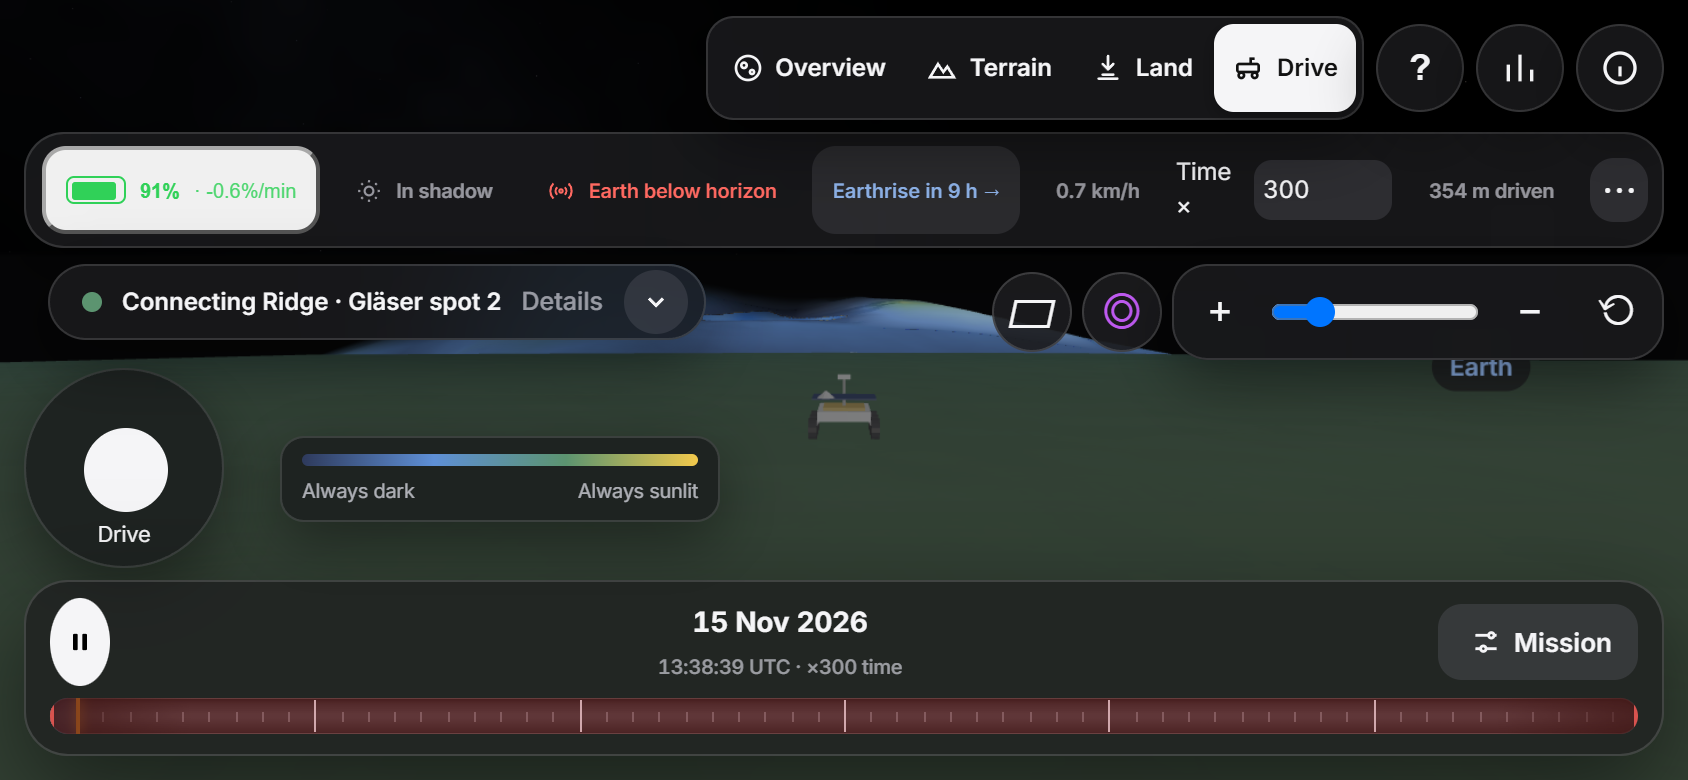 Overview Terrain Land Drive ?
91% · -0.6%/min In shadow Earth below horizon Earthrise in 9 h → 0.7 km/h Time × 300 354 m driven
Connecting Ridge · Gläser spot 2 Details
Earth
Always dark Always sunlit
Drive
15 Nov 2026
13:38:39 UTC · ×300 time
Mission